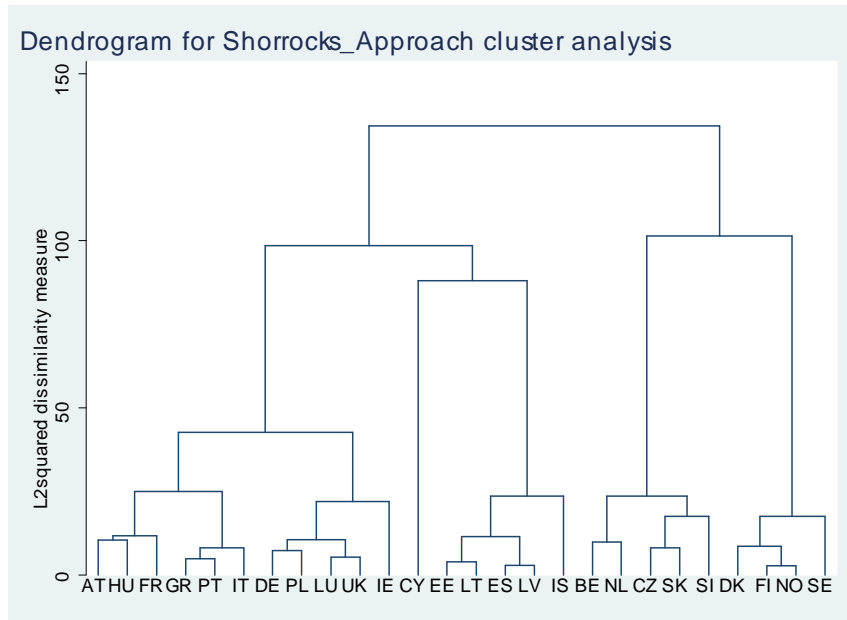 Dendrogram for Shorrocks_Approach cluster analysis
L2squared dissimilarity measure
150
100
50
0
AT HU FR GR PT IT DE PL LU UK IE CY EE LT ES LV IS BE NL CZ SK SI DK FI NO SE